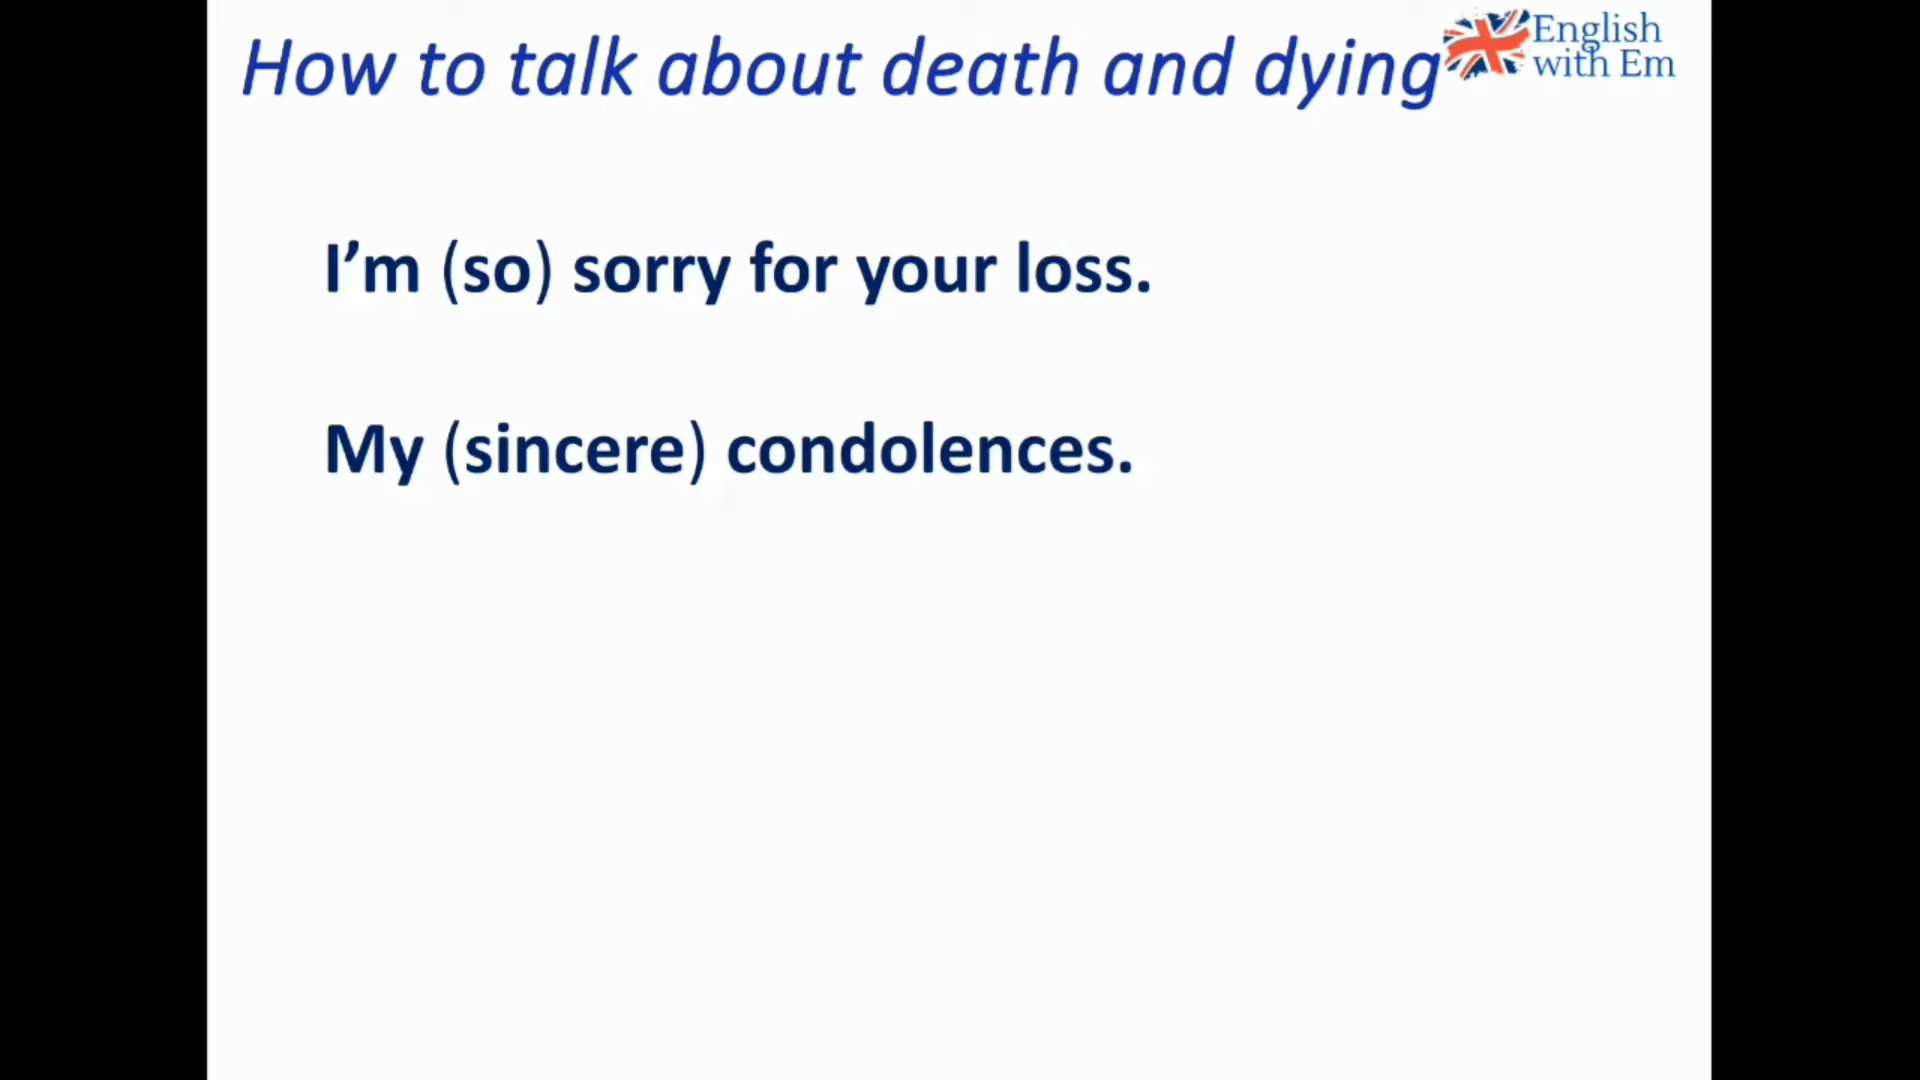 How to talk about death and dying
English
with Em
I’m (so) sorry for your loss.
My (sincere) condolences.